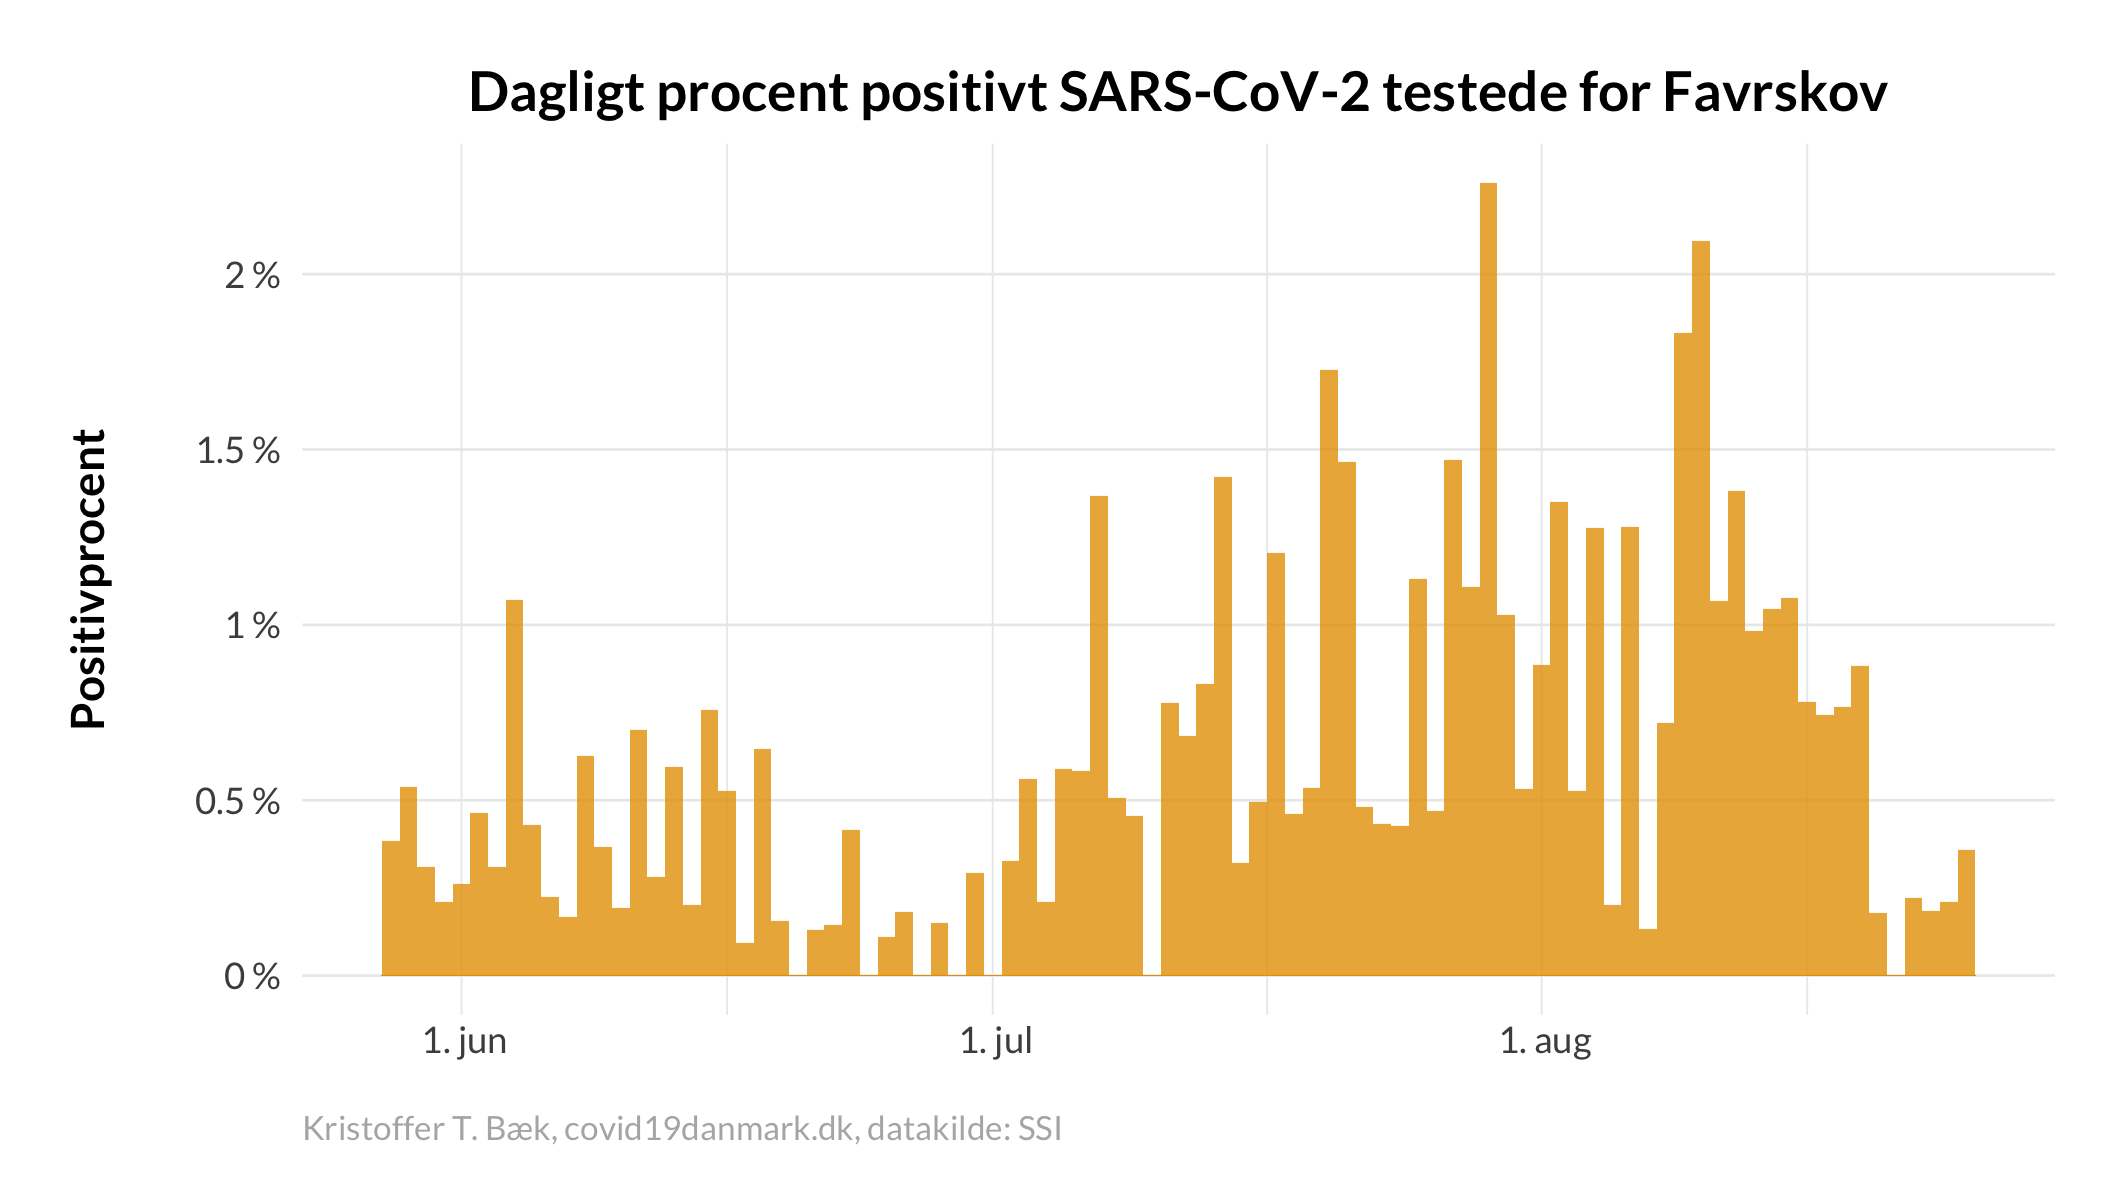 Dagligt procent positivt SARS-CoV-2 testede for Favrskov
Positivprocent
2 %
1.5 %
1 %
0.5 %
0 %
1. jun
1. jul
1. aug
Kristoffer T. Bæk, covid19danmark.dk, datakilde: SSI